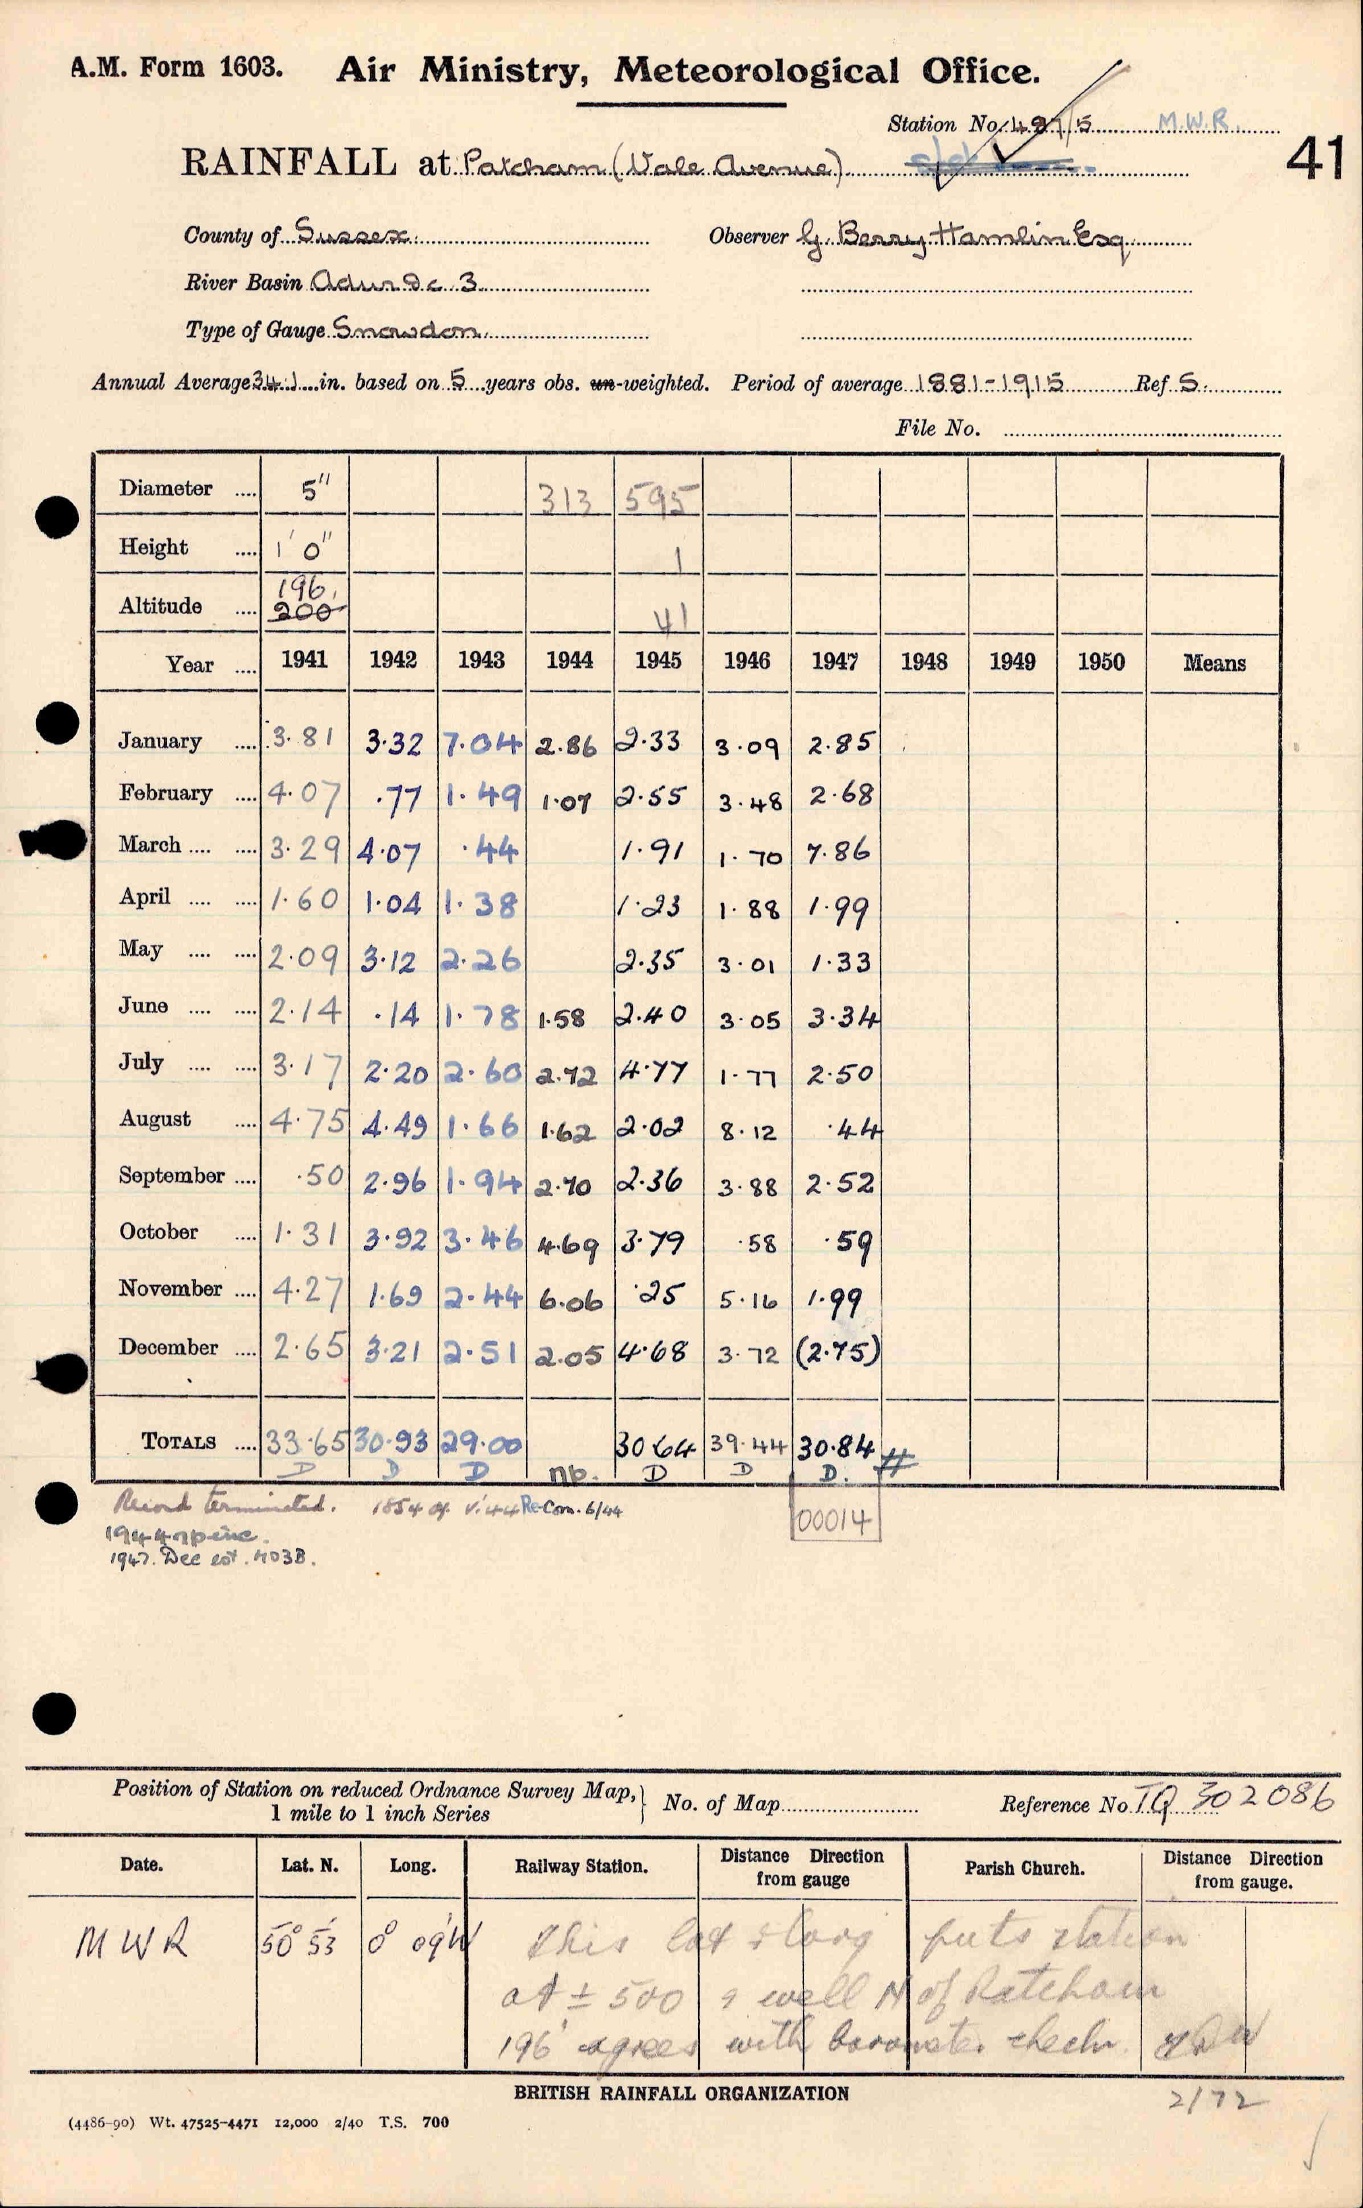 A.M. Form 1603. Air Ministry, Meteorological Office.
Station No. 487/5 M.W.R.
41
RAINFALL at Patcham (Vale Avenue)
County of Sussex. Observer G. Berry Hamlin Esq.
River Basin Adur &c 3
Type of Gauge Snowdon.
Annual Average 34.1 in. based on 5 years obs. un-weighted. Period of average 1881-1915 Ref S.
File No.
Diameter .... 5" 313 595
Height .... 1' 0" 1
196
Altitude .... 200 41
Year .... 1941 1942 1943 1944 1945 1946 1947 1948 1949 1950 Means
January .... 3.81 3.32 7.04 2.86 2.33 3.09 2.85
February .... 4.07 .77 1.49 1.07 2.55 3.48 2.68
March .... .... 3.29 4.07 .44 1.91 1.70 7.86
April .... .... 1.60 1.04 1.38 1.23 1.88 1.99
May .... .... 2.09 3.12 2.26 2.35 3.01 1.33
June .... .... 2.14 .14 1.78 1.58 2.40 3.05 3.34
July .... .... 3.17 2.20 2.60 2.72 4.77 1.77 2.50
August .... 4.75 4.49 1.66 1.62 2.02 8.12 .44
September .... .50 2.96 1.94 2.70 2.36 3.88 2.52
October .... 1.31 3.92 3.46 4.69 3.79 .58 .59
November .... 4.27 1.69 2.44 6.06 .25 5.16 1.99
December .... 2.65 3.21 2.51 2.05 4.68 3.72 (2.75)
TOTALS .... 33.65 30.93 29.00 30.64 39.44 30.84 #
D D D np. D D D.
Record terminated. 1854 Re-Com. 6/44
00014
1944 np inc.
1947. Dec est. 403B.
Position of Station on reduced Ordnance Survey Map, 1 mile to 1 inch Series No. of Map Reference No. TQ 302086
Date. Lat. N. Long. Railway Station. Distance Direction from gauge Parish Church. Distance Direction from gauge.
M W R 50° 53' 0° 09'W This lat & long puts station
at ± 500 & well N of Patcham
196' agrees with barometer check.
BRITISH RAINFALL ORGANIZATION
2/72
(4486-90) Wt. 47525-4471 12,000 2/40 T.S. 700